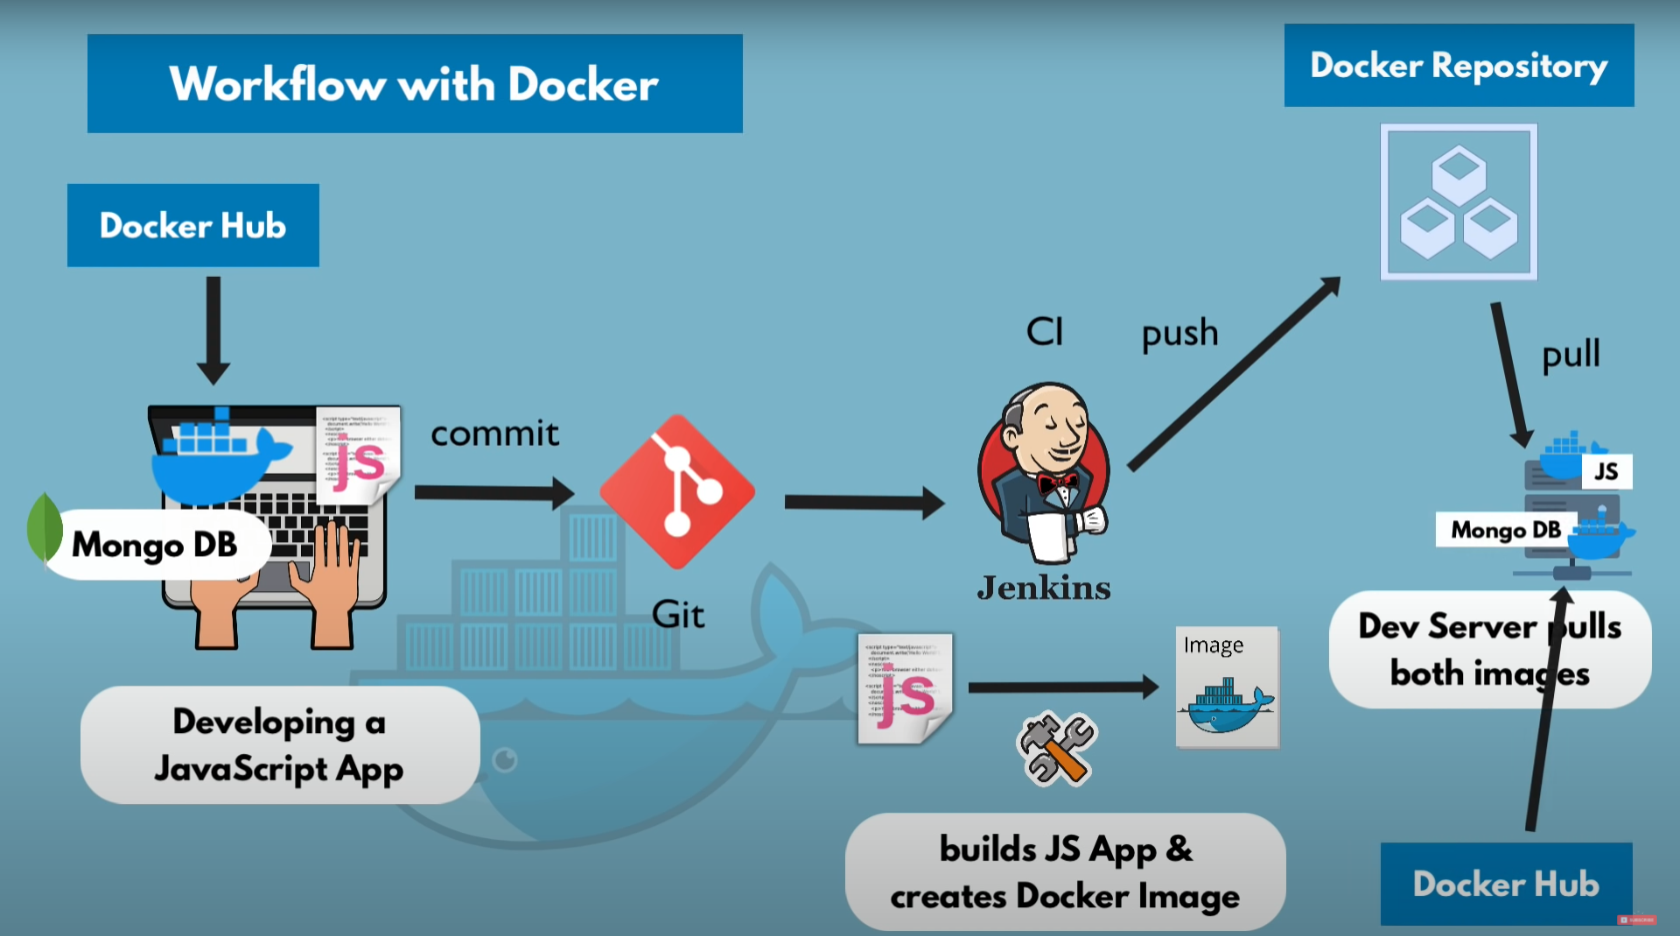 Workflow with Docker
Docker Repository
Docker Hub
CI
push
pull
commit
js
JS
Mongo DB
Mongo DB
Git
Jenkins
Image
js
Dev Server pulls
both images
Developing a
JavaScript App
builds JS App &
creates Docker Image
Docker Hub
SUBSCRIBE